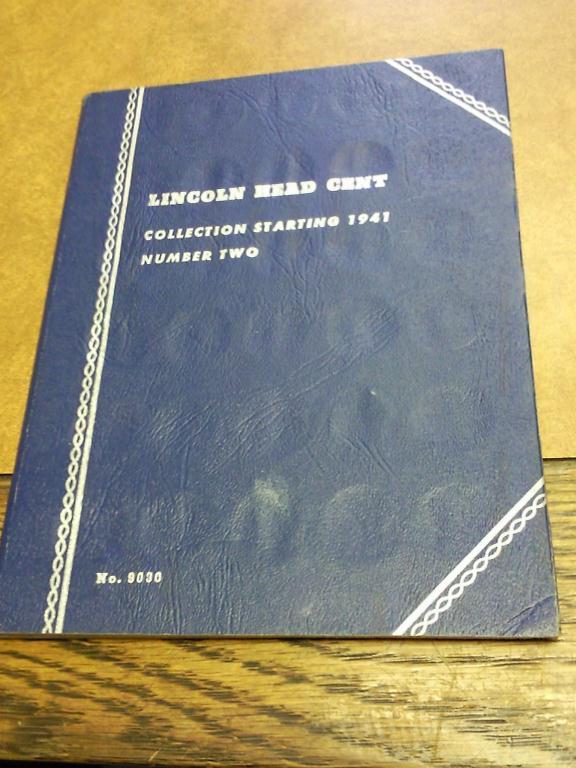 LINCOLN HEAD CENT
COLLECTION STARTING 1941
NUMBER TWO
No. 9030